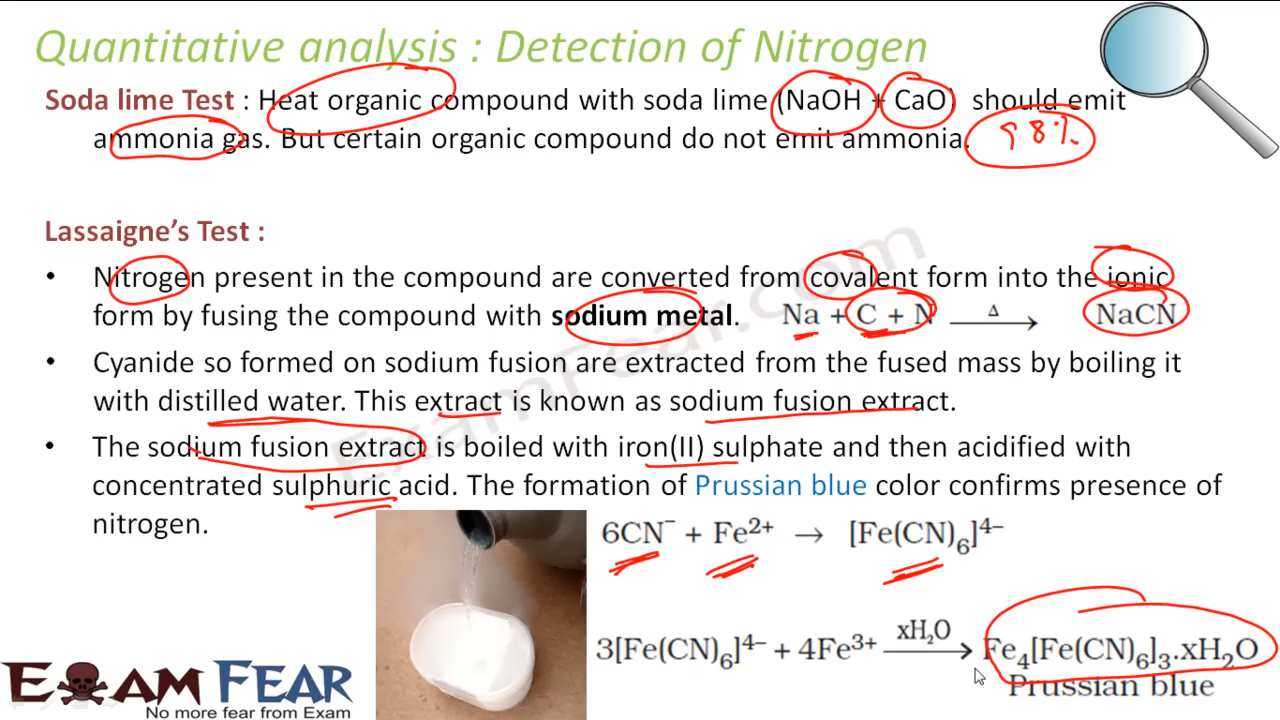 Quantitative analysis : Detection of Nitrogen
Soda lime Test : Heat organic compound with soda lime (NaOH + CaO) should emit
ammonia gas. But certain organic compound do not emit ammonia.
98%
Lassaigne’s Test :
• Nitrogen present in the compound are converted from covalent form into the ionic
form by fusing the compound with sodium metal. Na + C + N →(Δ) NaCN
• Cyanide so formed on sodium fusion are extracted from the fused mass by boiling it
with distilled water. This extract is known as sodium fusion extract.
• The sodium fusion extract is boiled with iron(II) sulphate and then acidified with
concentrated sulphuric acid. The formation of Prussian blue color confirms presence of
nitrogen.
6CN⁻ + Fe²⁺ → [Fe(CN)₆]⁴⁻
3[Fe(CN)₆]⁴⁻ + 4Fe³⁺ →(xH₂O) Fe₄[Fe(CN)₆]₃.xH₂O
Prussian blue
EXAM FEAR
No more fear from Exam
ExamFear.com